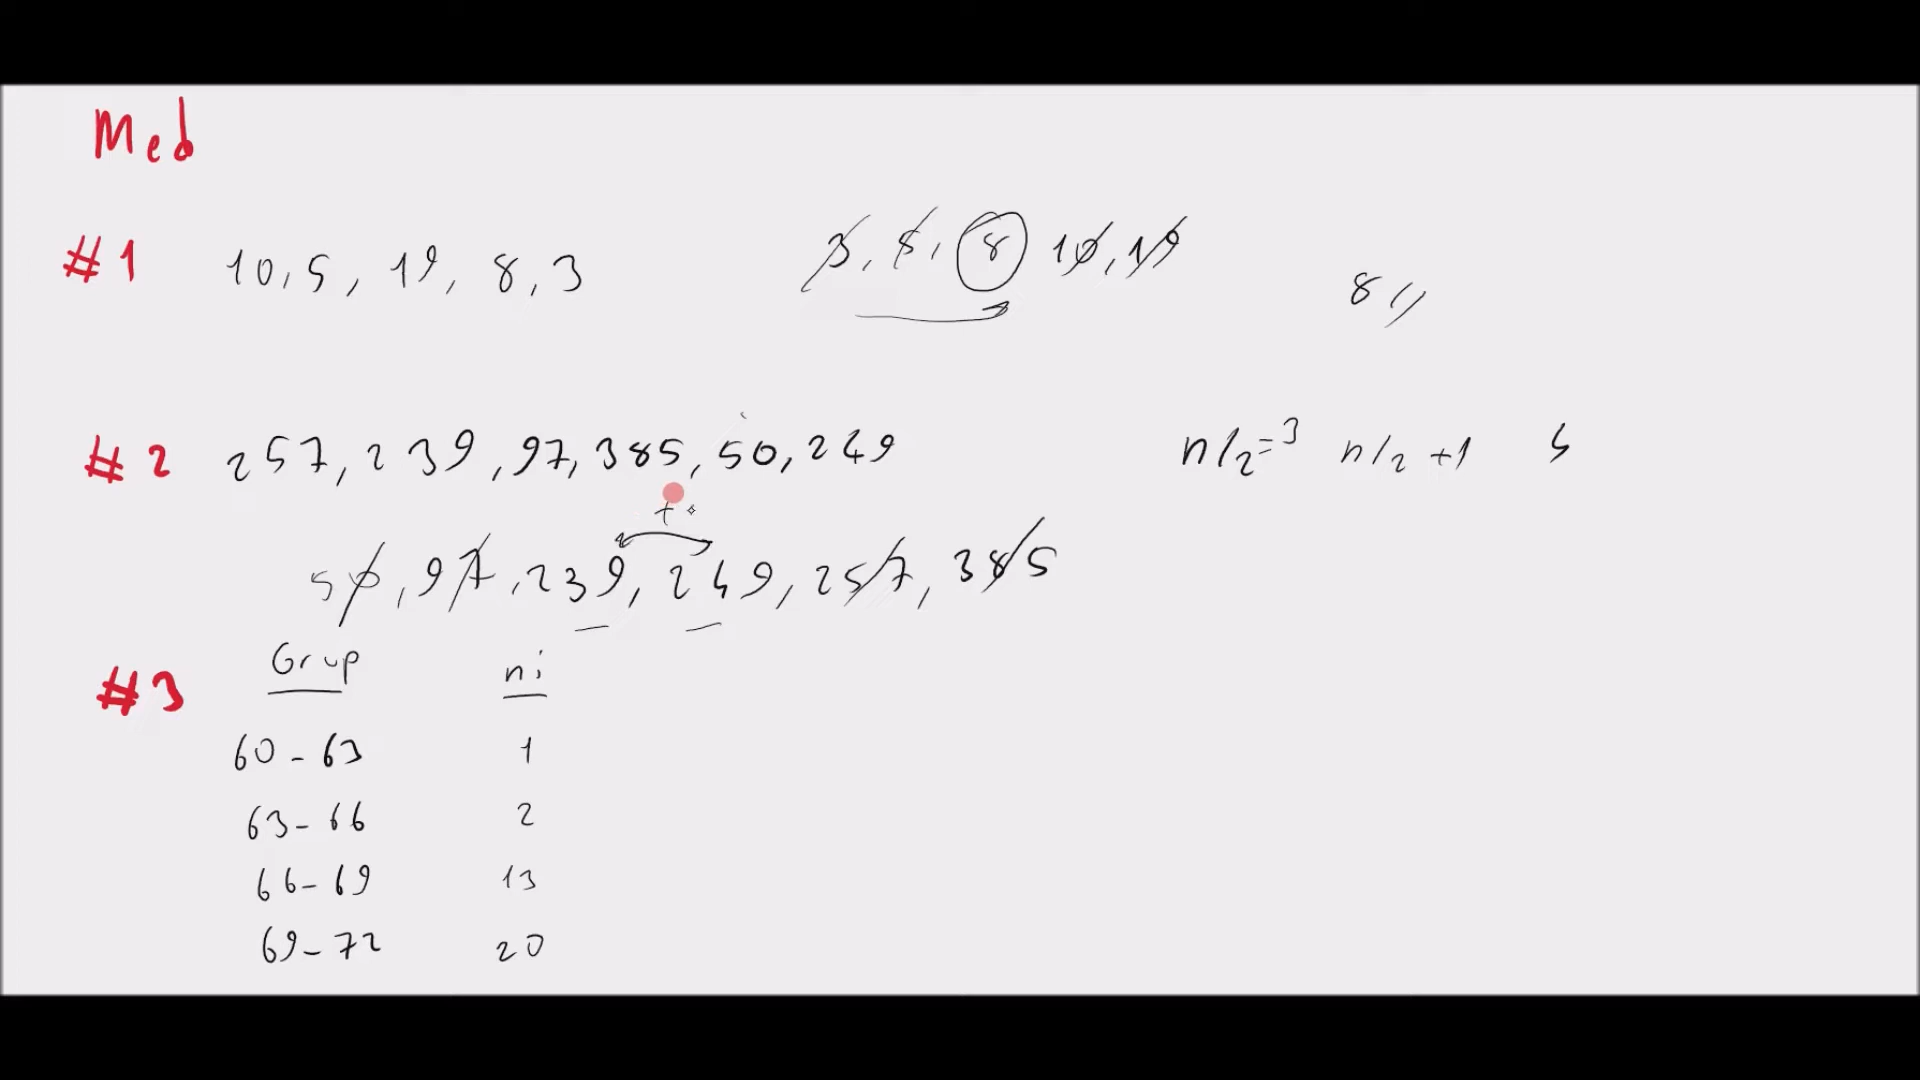 Med
#1 10, 5, 19, 8, 3 3, 5, 8 10, 19 8
#2 257, 239, 97, 385, 50, 249 n/2=3 n/2 +1 4
+
50, 97, 239, 249, 257, 385
#3 Grup ni
60-63 1
63-66 2
66-69 13
69-72 20